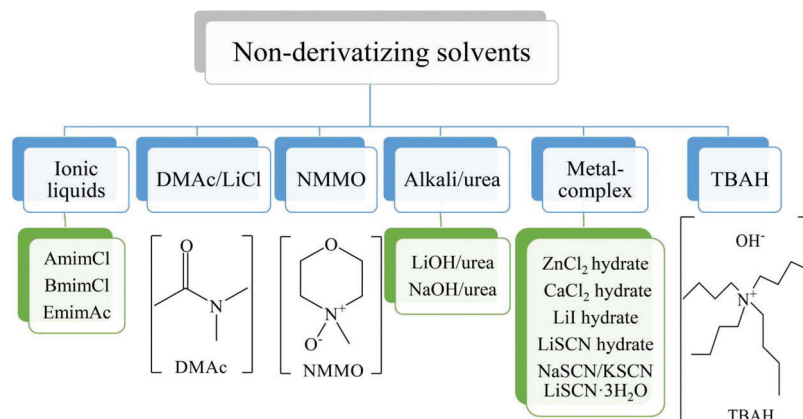 Non-derivatizing solvents
Ionic
liquids
DMAc/LiCl
NMMO
Alkali/urea
Metal-
complex
TBAH
AmimCl
BmimCl
EmimAc
O
N
DMAc
O
N+
O-
NMMO
LiOH/urea
NaOH/urea
ZnCl₂ hydrate
CaCl₂ hydrate
LiI hydrate
LiSCN hydrate
NaSCN/KSCN
LiSCN·3H₂O
OH-
N+
TBAH